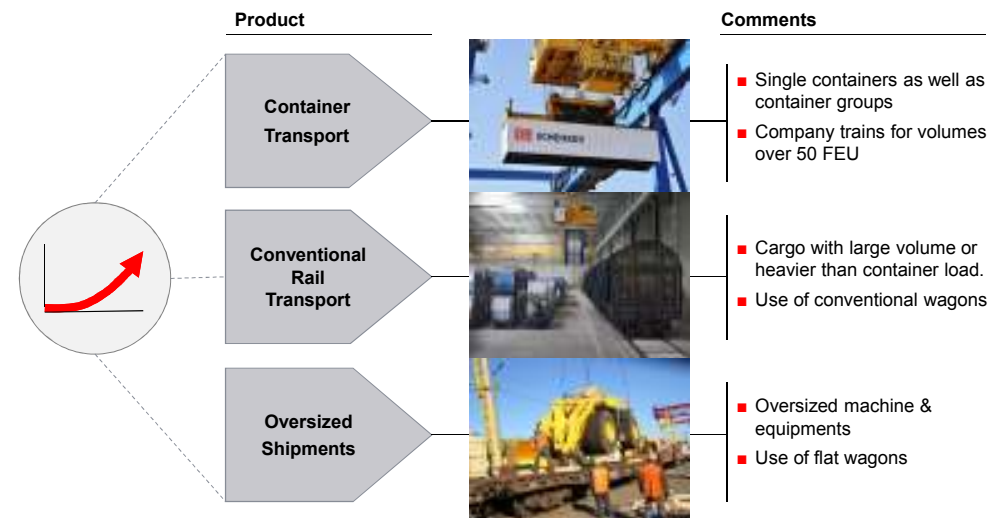 Product
Comments
Container
Transport
DB SCHENKER
Single containers as well as
container groups
Company trains for volumes
over 50 FEU
Conventional
Rail
Transport
Cargo with large volume or
heavier than container load.
Use of conventional wagons
Oversized
Shipments
Oversized machine &
equipments
Use of flat wagons